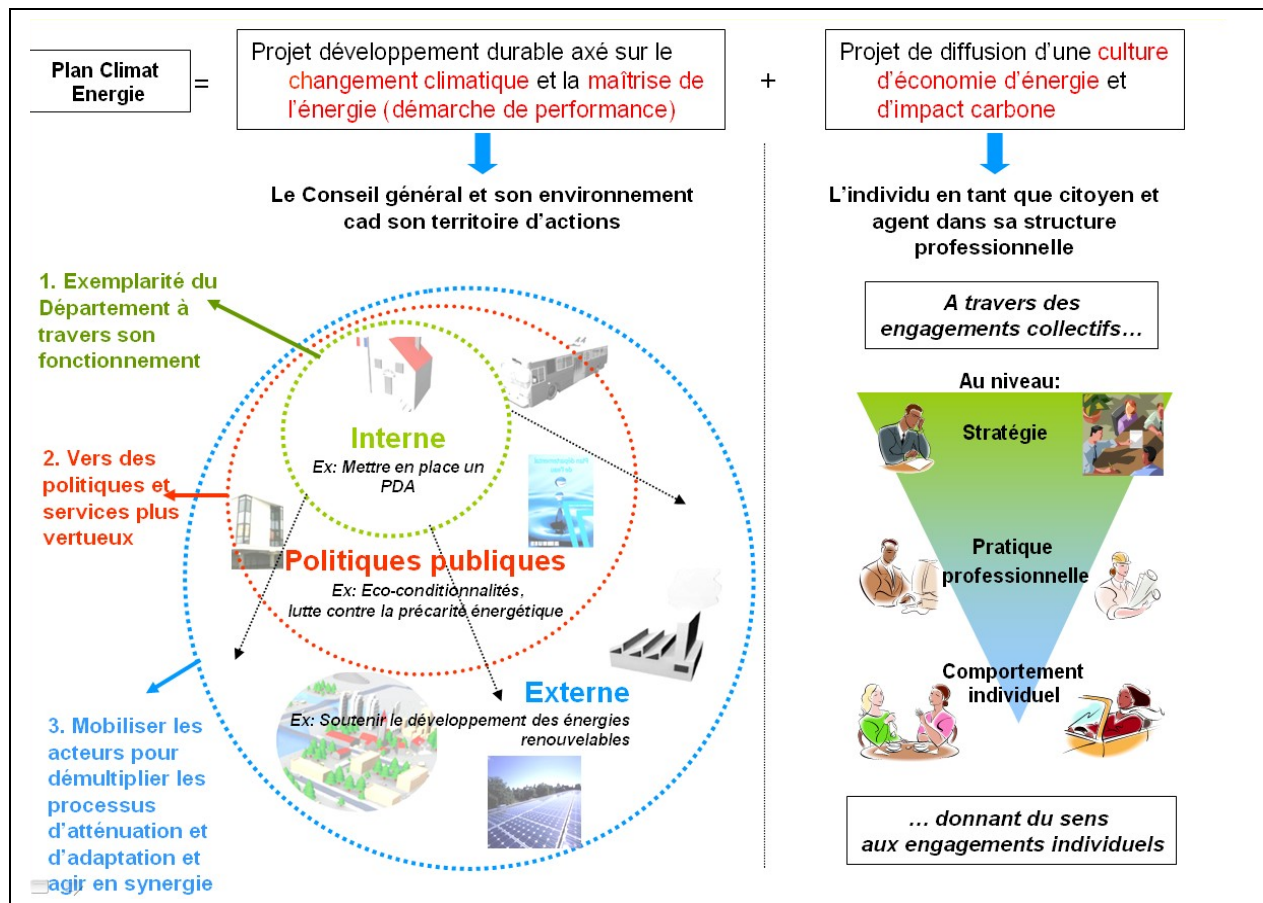 Plan Climat
Energie
=
Projet développement durable axé sur le
changement climatique et la maîtrise de
l'énergie (démarche de performance)
+
Projet de diffusion d'une culture
d'économie d'énergie et
d'impact carbone
Le Conseil général et son environnement
cad son territoire d'actions
L'individu en tant que citoyen et
agent dans sa structure
professionnelle
1. Exemplarité du
Département à
travers son
fonctionnement
2. Vers des
politiques et
services plus
vertueux
3. Mobiliser les
acteurs pour
démultiplier les
processus
d'atténuation et
d'adaptation et
agir en synergie
Interne
Ex: Mettre en place un
PDA
Politiques publiques
Ex: Eco-conditionnalités,
lutte contre la précarité énergétique
Externe
Ex: Soutenir le développement des énergies
renouvelables
A travers des
engagements collectifs…
Au niveau:
Stratégie
Pratique
professionnelle
Comportement
individuel
… donnant du sens
aux engagements individuels